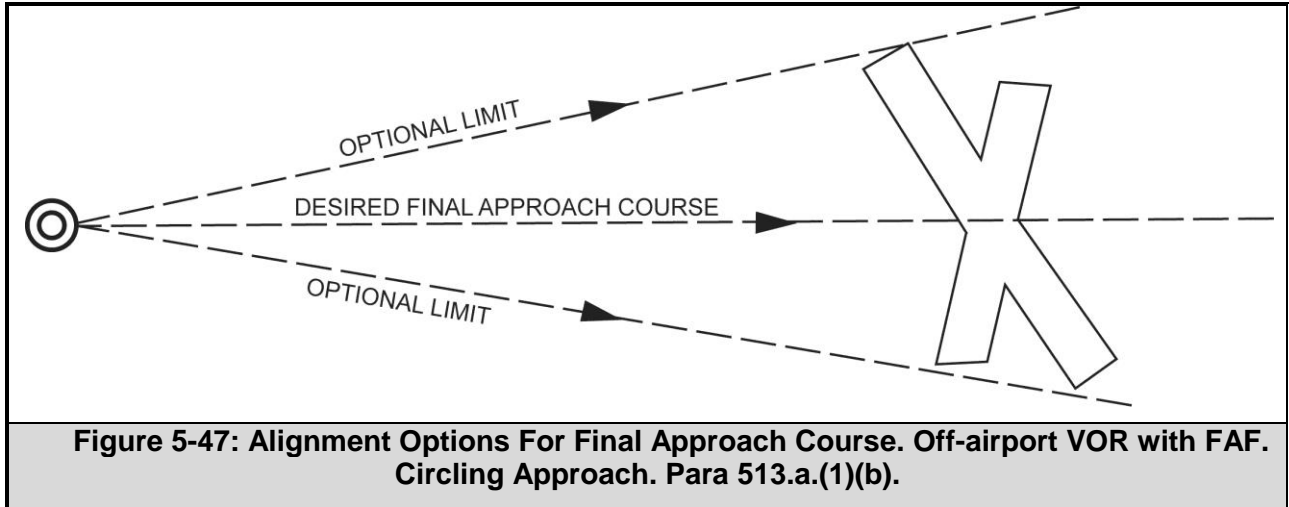 OPTIONAL LIMIT
DESIRED FINAL APPROACH COURSE
OPTIONAL LIMIT
Figure 5-47: Alignment Options For Final Approach Course. Off-airport VOR with FAF.
Circling Approach. Para 513.a.(1)(b).